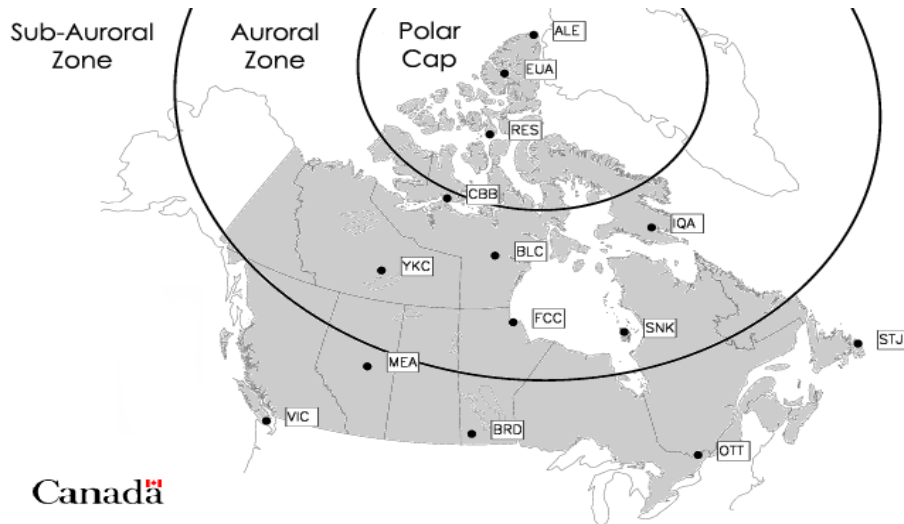 Sub-Auroral
Zone
Auroral
Zone
Polar
Cap
ALE
EUA
RES
CBB
IQA
BLC
YKC
FCC
SNK
STJ
MEA
VIC
BRD
OTT
Canada